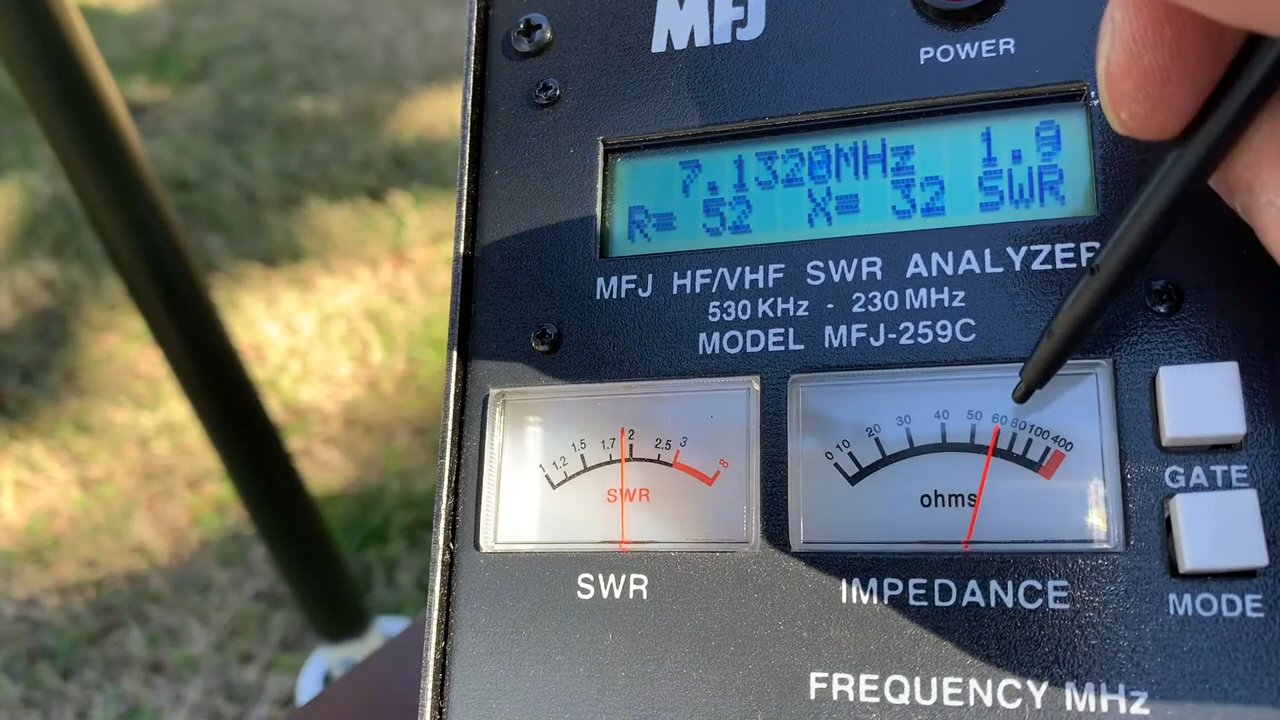 MFJ
POWER
7.1320MHz 1.8
R= 52 X= 32 SWR
MFJ HF/VHF SWR ANALYZER
530 KHz - 230 MHz
MODEL MFJ-259C
1 1.2 1.5 1.7 2 2.5 3 8
SWR
0 10 20 30 40 50 60 80 100 400
ohms
GATE
SWR
IMPEDANCE
MODE
FREQUENCY MHz